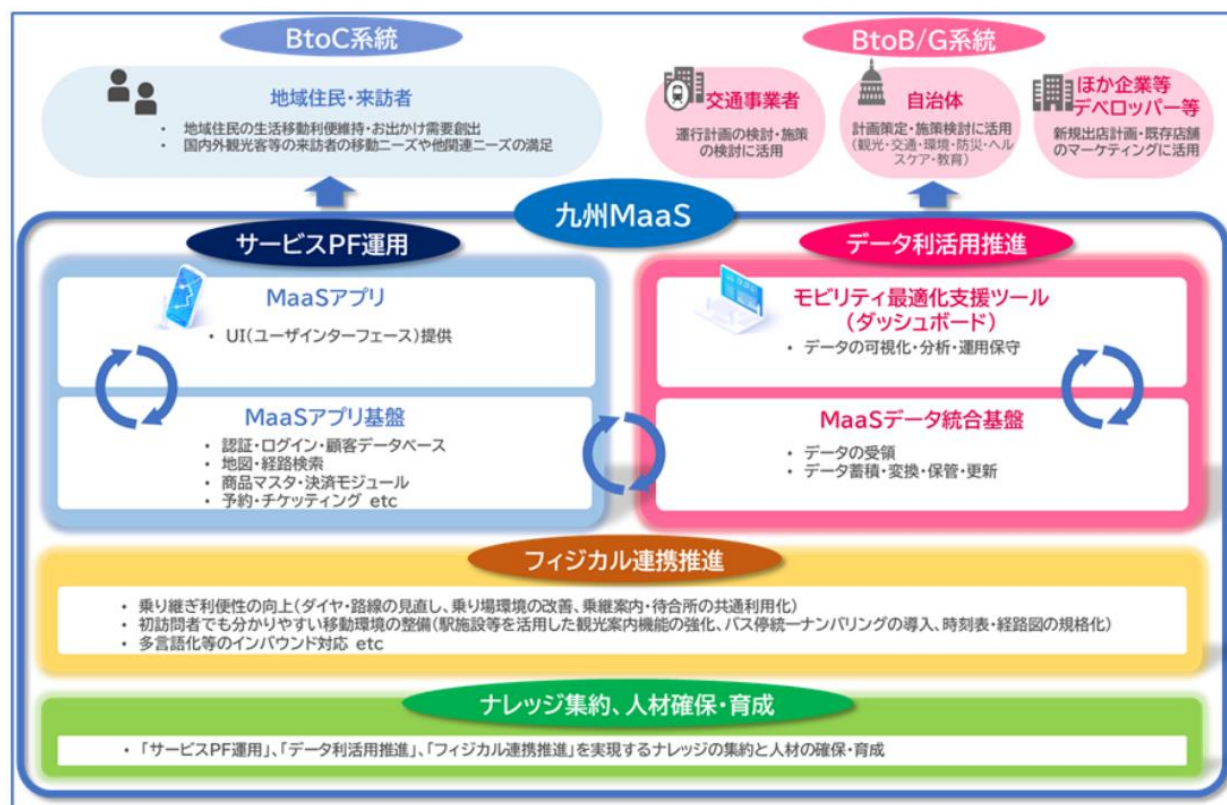 BtoC系統
BtoB/G系統
地域住民・来訪者
・ 地域住民の生活移動利便維持・お出かけ需要創出
・ 国内外観光客等の来訪者の移動ニーズや他関連ニーズの満足
交通事業者
運行計画の検討・施策
の検討に活用
自治体
計画策定・施策検討に活用
(観光・交通・環境・防災・ヘル
スケア・教育)
ほか企業等
デベロッパー等
新規出店計画・既存店舗
のマーケティングに活用
九州MaaS
サービスPF運用
MaaSアプリ
・ UI(ユーザインターフェース)提供
MaaSアプリ基盤
・ 認証・ログイン・顧客データベース
・ 地図・経路検索
・ 商品マスタ・決済モジュール
・ 予約・チケッティング etc
データ利活用推進
モビリティ最適化支援ツール
(ダッシュボード)
・ データの可視化・分析・運用保守
MaaSデータ統合基盤
・ データの受領
・ データ蓄積・変換・保管・更新
フィジカル連携推進
・ 乗り継ぎ利便性の向上(ダイヤ・路線の見直し、乗り場環境の改善、乗継案内・待合所の共通利用化)
・ 初訪問者でも分かりやすい移動環境の整備(駅施設等を活用した観光案内機能の強化、バス停統一ナンバリングの導入、時刻表・経路図の規格化)
・ 多言語化等のインバウンド対応 etc
ナレッジ集約、人材確保・育成
・ 「サービスPF運用」、「データ利活用推進」、「フィジカル連携推進」を実現するナレッジの集約と人材の確保・育成